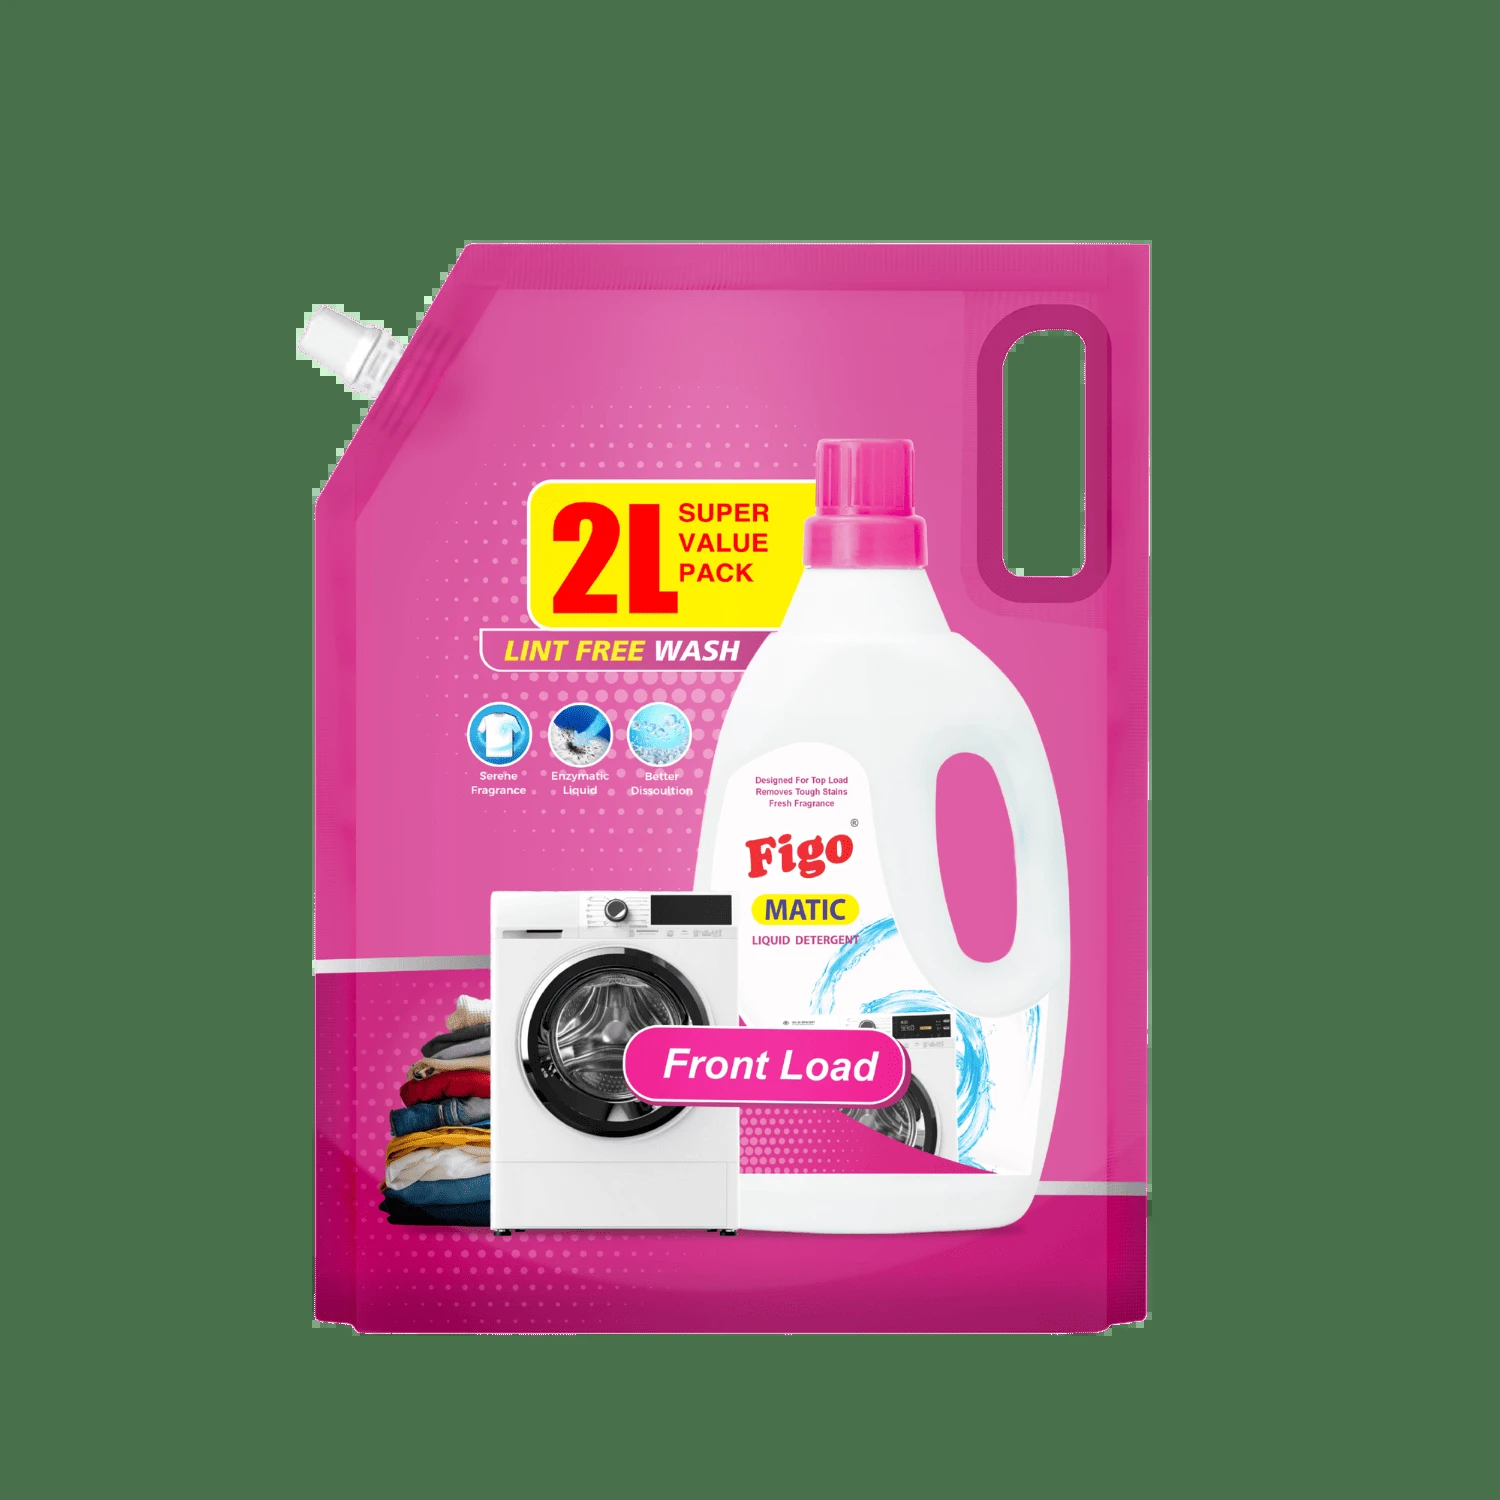 2L
SUPER
VALUE
PACK
LINT FREE WASH
Serene
Fragrance
Enzymatic
Liquid
Better
Dissoultion
Designed For Top Load
Removes Tough Stains
Fresh Fragrance
Figo®
MATIC
LIQUID DETERGENT
Front Load